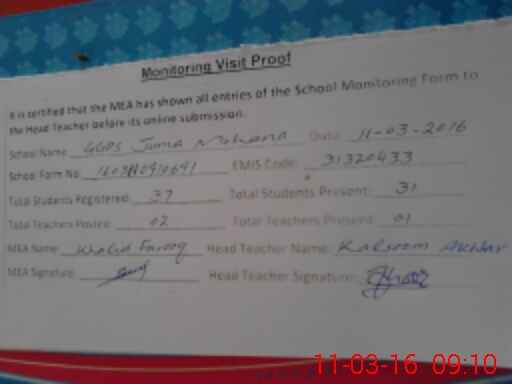 Monitoring Visit Proof
It is certified that the MEA has shown all entries of the School Monitoring Form to
the Head Teacher before its online submission.
School Name: GGPS Juma Date: 11-03-2016
School Form No: EMIS Code: 31320433
Total Students Registered: 37 Total Students Present: 31
Total Teachers Posted: 02 Total Teachers Present: 01
MEA Name: Khalid Farooq Head Teacher Name: Kalsoom Akhtar
MEA Signature: Head Teacher Signature:
11-03-16 09:10